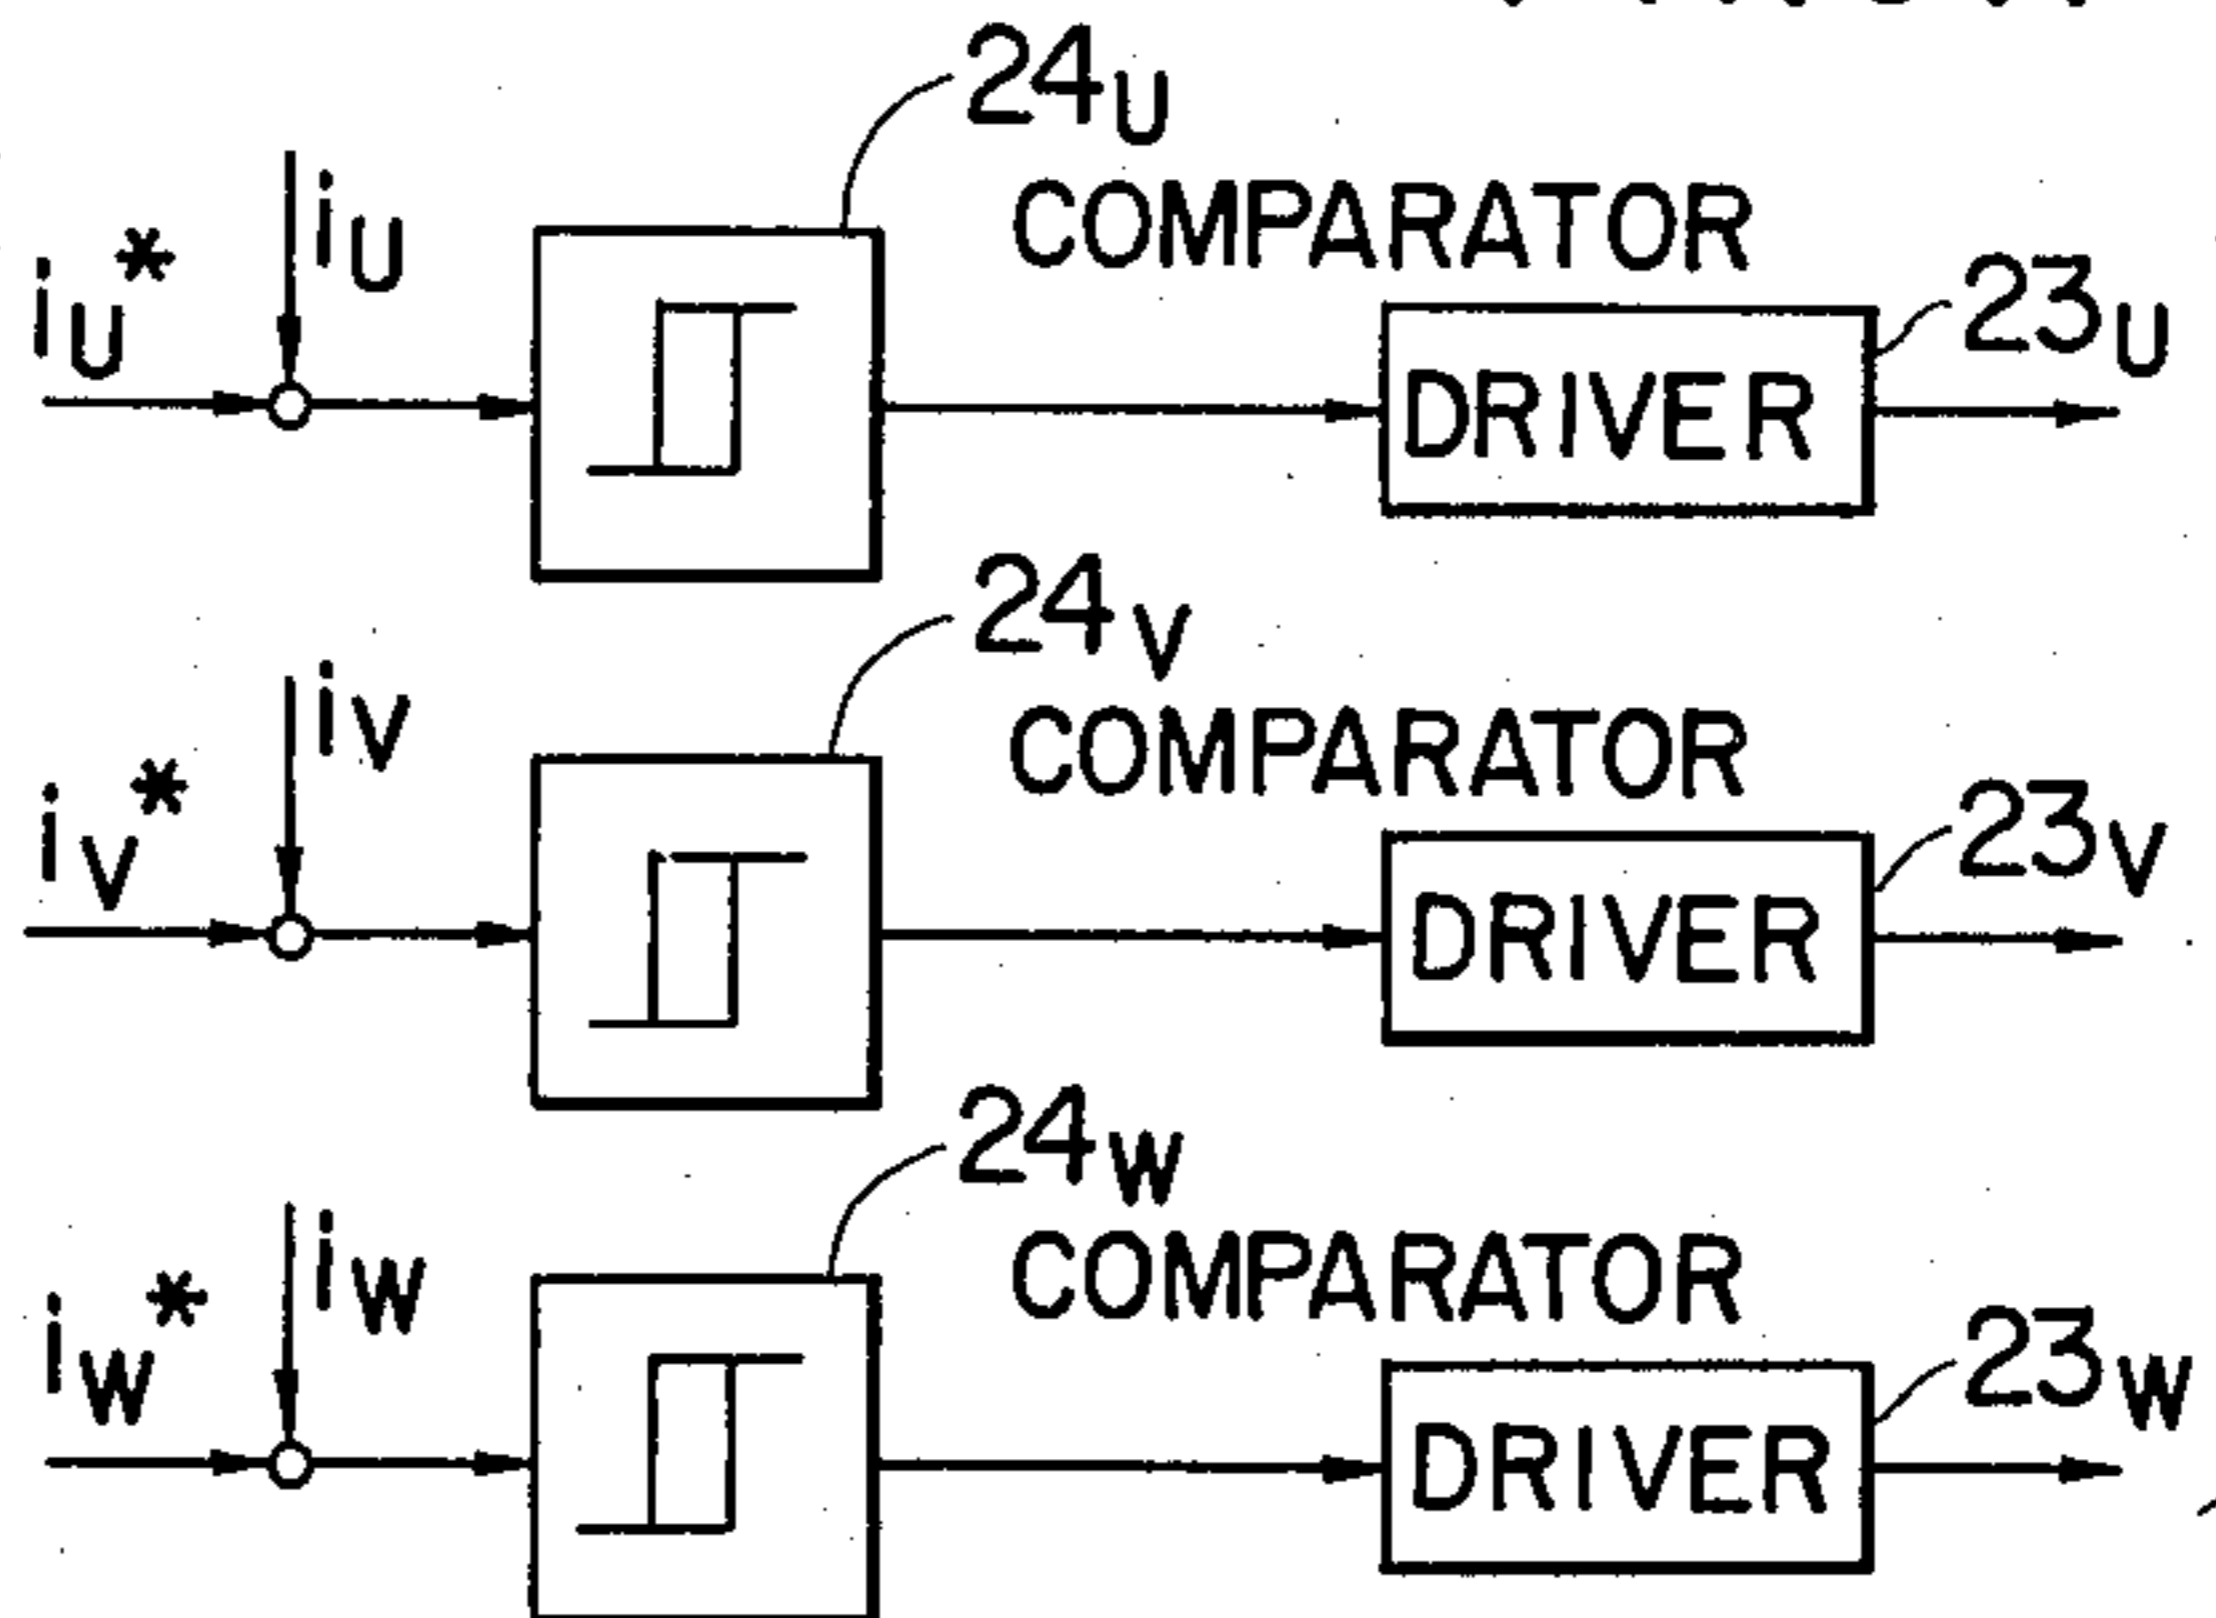 24U
COMPARATOR
iU*
iU
DRIVER
23U
24V
COMPARATOR
iV*
iV
DRIVER
23V
24W
COMPARATOR
iW*
iW
DRIVER
23W